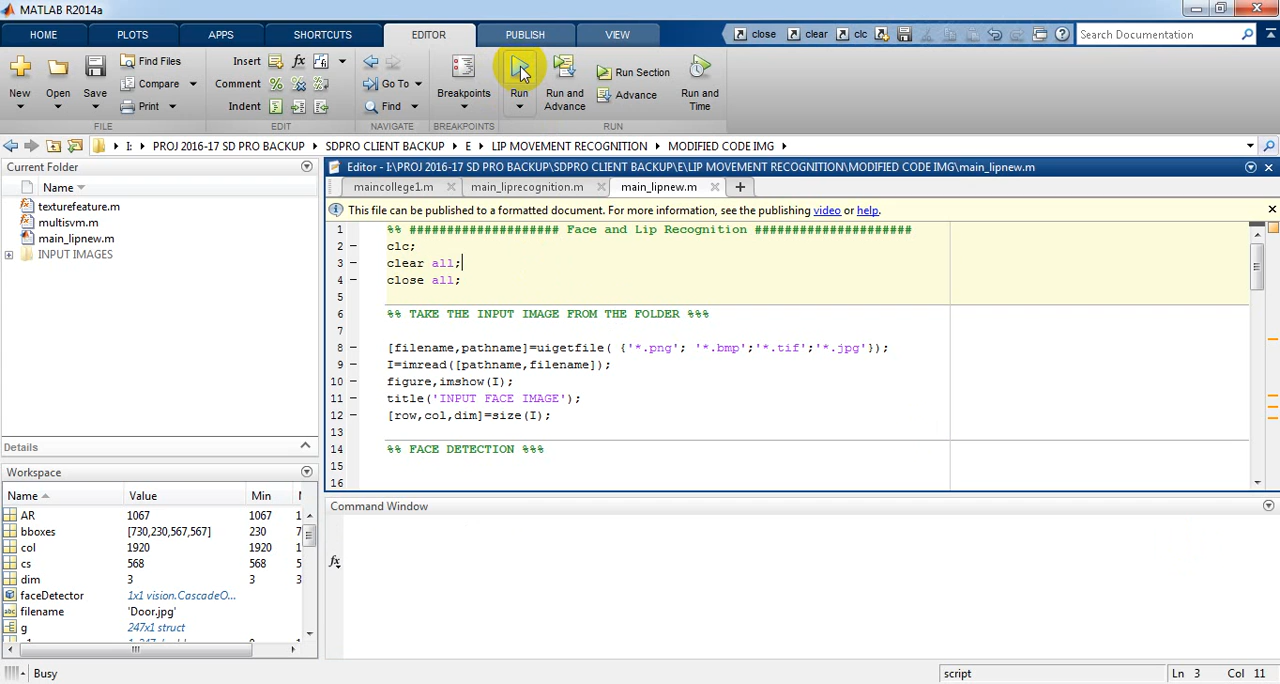 MATLAB R2014a
HOME PLOTS APPS SHORTCUTS EDITOR PUBLISH VIEW close clear clc Search Documentation
New Open Save Find Files Compare Print
FILE
Insert fx
Comment
Indent
EDIT
Go To
Find
NAVIGATE
Breakpoints
BREAKPOINTS
Run Run and Advance Run Section Advance Run and Time
RUN
I: PROJ 2016-17 SD PRO BACKUP SDPRO CLIENT BACKUP E LIP MOVEMENT RECOGNITION MODIFIED CODE IMG
Current Folder
Name
texturefeature.m
multisvm.m
main_lipnew.m
INPUT IMAGES
Details
Workspace
Name Value Min
AR 1067 1067
bboxes [730,230,567,567] 230
col 1920 1920
cs 568 568
dim 3 3
faceDetector 1x1 vision.CascadeO...
filename 'Door.jpg'
g 247x1 struct
Editor - I:\PROJ 2016-17 SD PRO BACKUP\SDPRO CLIENT BACKUP\E\LIP MOVEMENT RECOGNITION\MODIFIED CODE IMG\main_lipnew.m
maincollege1.m main_liprecognition.m main_lipnew.m
This file can be published to a formatted document. For more information, see the publishing video or help.
1 %% #################### Face and Lip Recognition #####################
2 clc;
3 clear all;
4 close all;
5
6 %% TAKE THE INPUT IMAGE FROM THE FOLDER %%%
7
8 [filename,pathname]=uigetfile( {'*.png'; '*.bmp';'*.tif';'*.jpg'});
9 I=imread([pathname,filename]);
10 figure,imshow(I);
11 title('INPUT FACE IMAGE');
12 [row,col,dim]=size(I);
13
14 %% FACE DETECTION %%%
15
16
Command Window
fx
Busy script Ln 3 Col 11